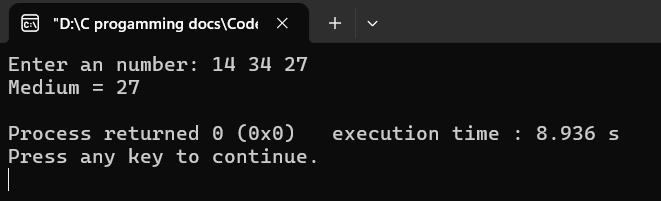 "D:\C progamming docs\Code
Enter an number: 14 34 27
Medium = 27
Process returned 0 (0x0)   execution time : 8.936 s
Press any key to continue.